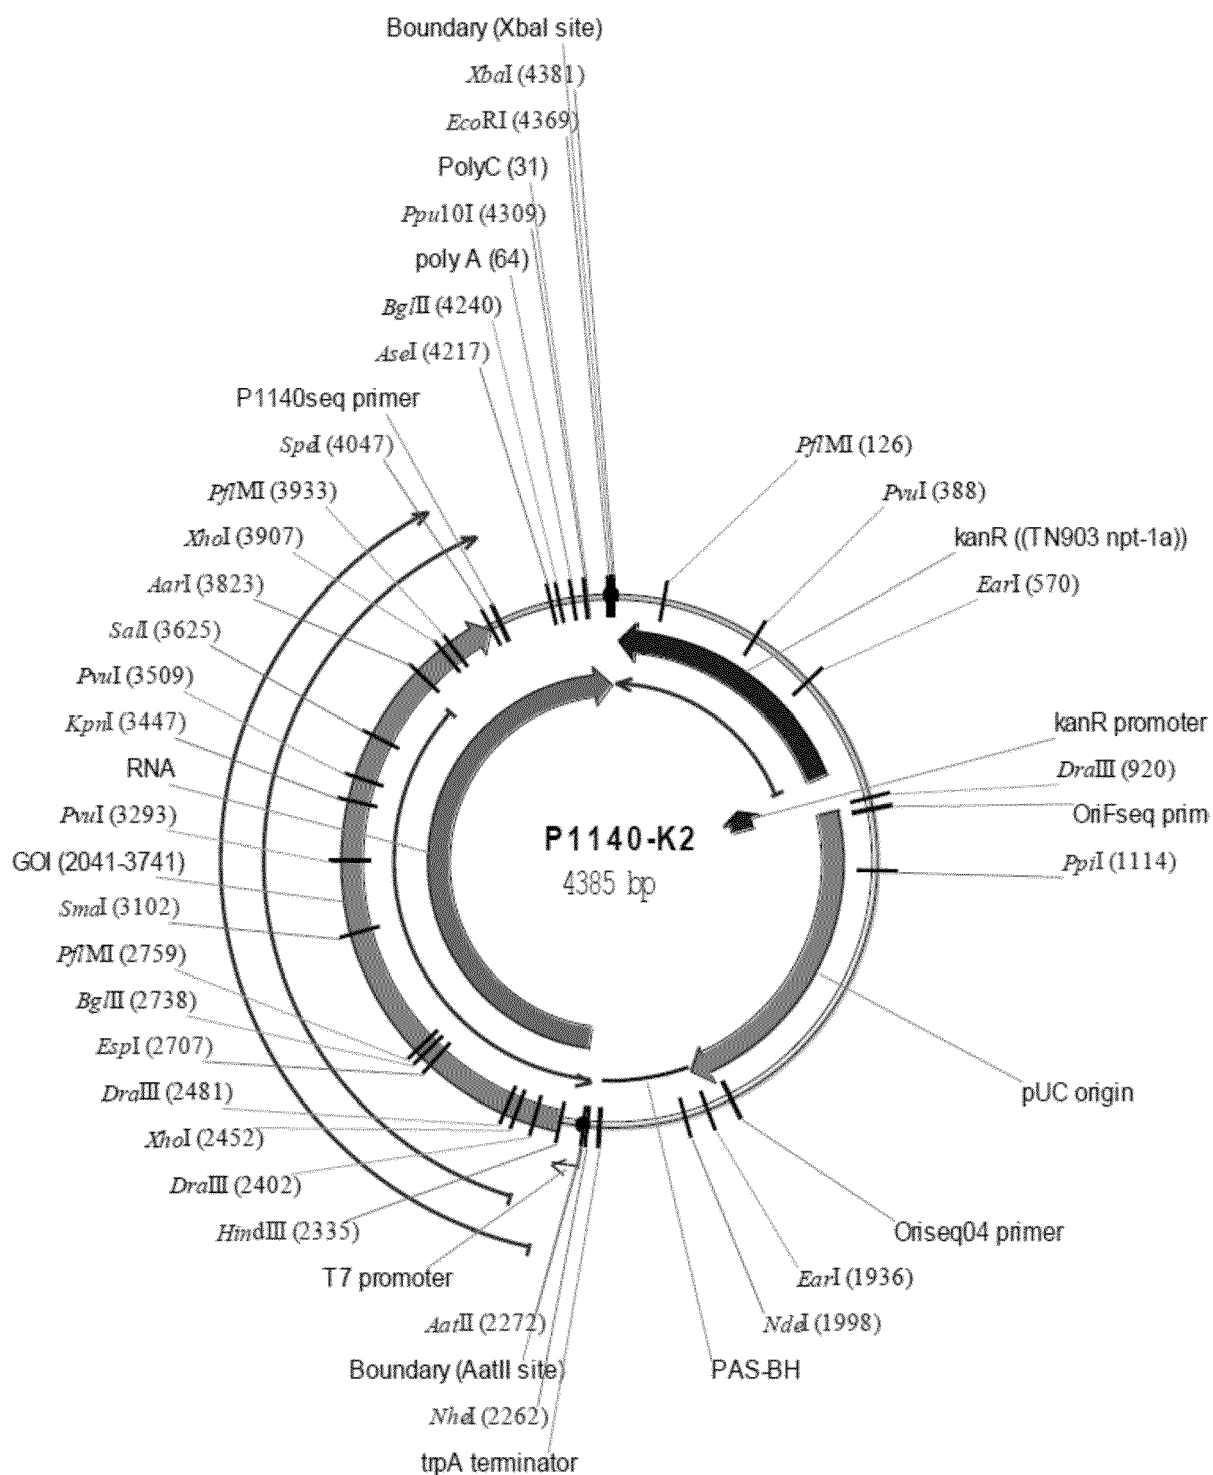 Boundary (XbaI site)
XbaI (4381)
EcoRI (4369)
PolyC (31)
Ppu10I (4309)
poly A (64)
BglII (4240)
AseI (4217)
P1140seq primer
SpeI (4047)
PflMI (3933)
XhoI (3907)
AarI (3823)
SalI (3625)
PvuI (3509)
KpnI (3447)
RNA
PvuI (3293)
GOI (2041-3741)
SmaI (3102)
PflMI (2759)
BglII (2738)
EspI (2707)
DraIII (2481)
XhoI (2452)
DraIII (2402)
HindIII (2335)
T7 promoter
AatII (2272)
Boundary (AatII site)
NheI (2262)
trpA terminator
PflMI (126)
PvuI (388)
kanR ((TN903 npt-1a))
EarI (570)
kanR promoter
DraIII (920)
OriFseq prim
PpiI (1114)
pUC origin
Oriseq04 primer
EarI (1936)
NdeI (1998)
PAS-BH
P1140-K2
4385 bp